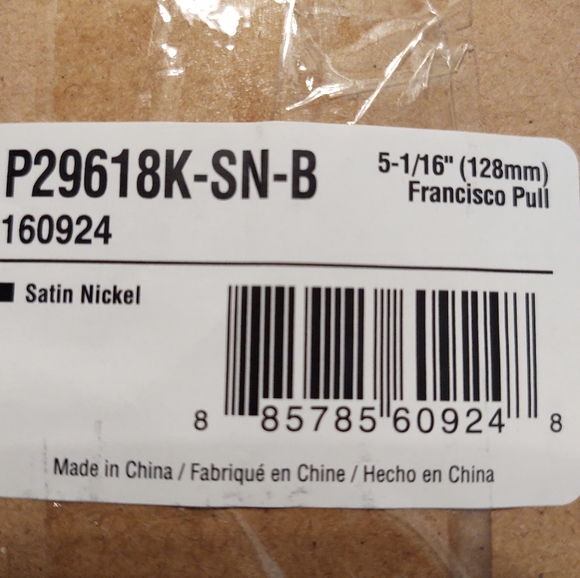 P29618K-SN-B
5-1/16" (128mm)
Francisco Pull
160924
Satin Nickel
8 85785 60924 8
Made in China / Fabriqué en Chine / Hecho en China